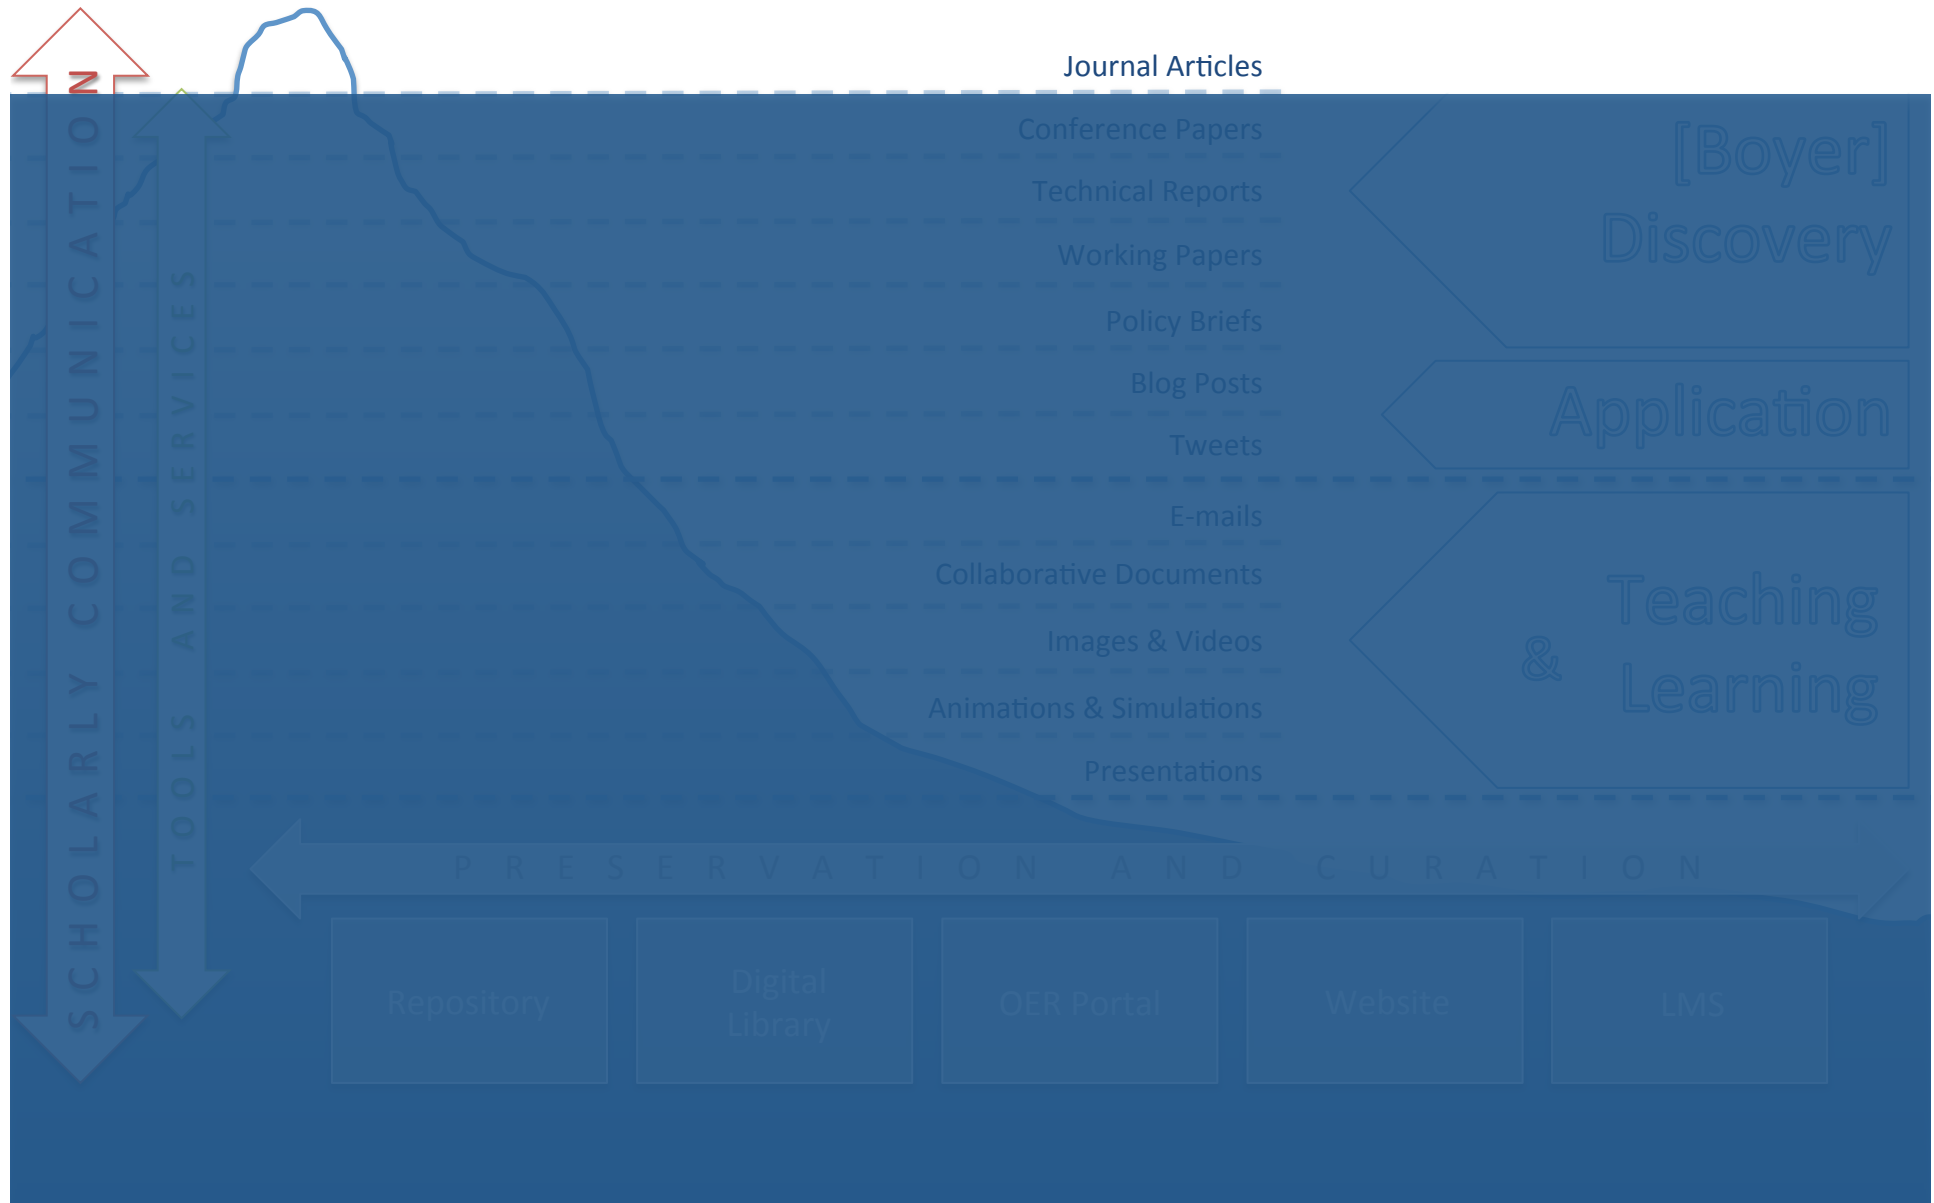 Journal Articles
Conference Papers
Technical Reports
Working Papers
Policy Briefs
Blog Posts
Tweets
E-mails
Collaborative Documents
Images & Videos
Animations & Simulations
Presentations
[Boyer]
Discovery
Application
Teaching
& Learning
SCHOLARLY COMMUNICATION
TOOLS AND SERVICES
PRESERVATION AND CURATION
Repository
Digital
Library
OER Portal
Website
LMS